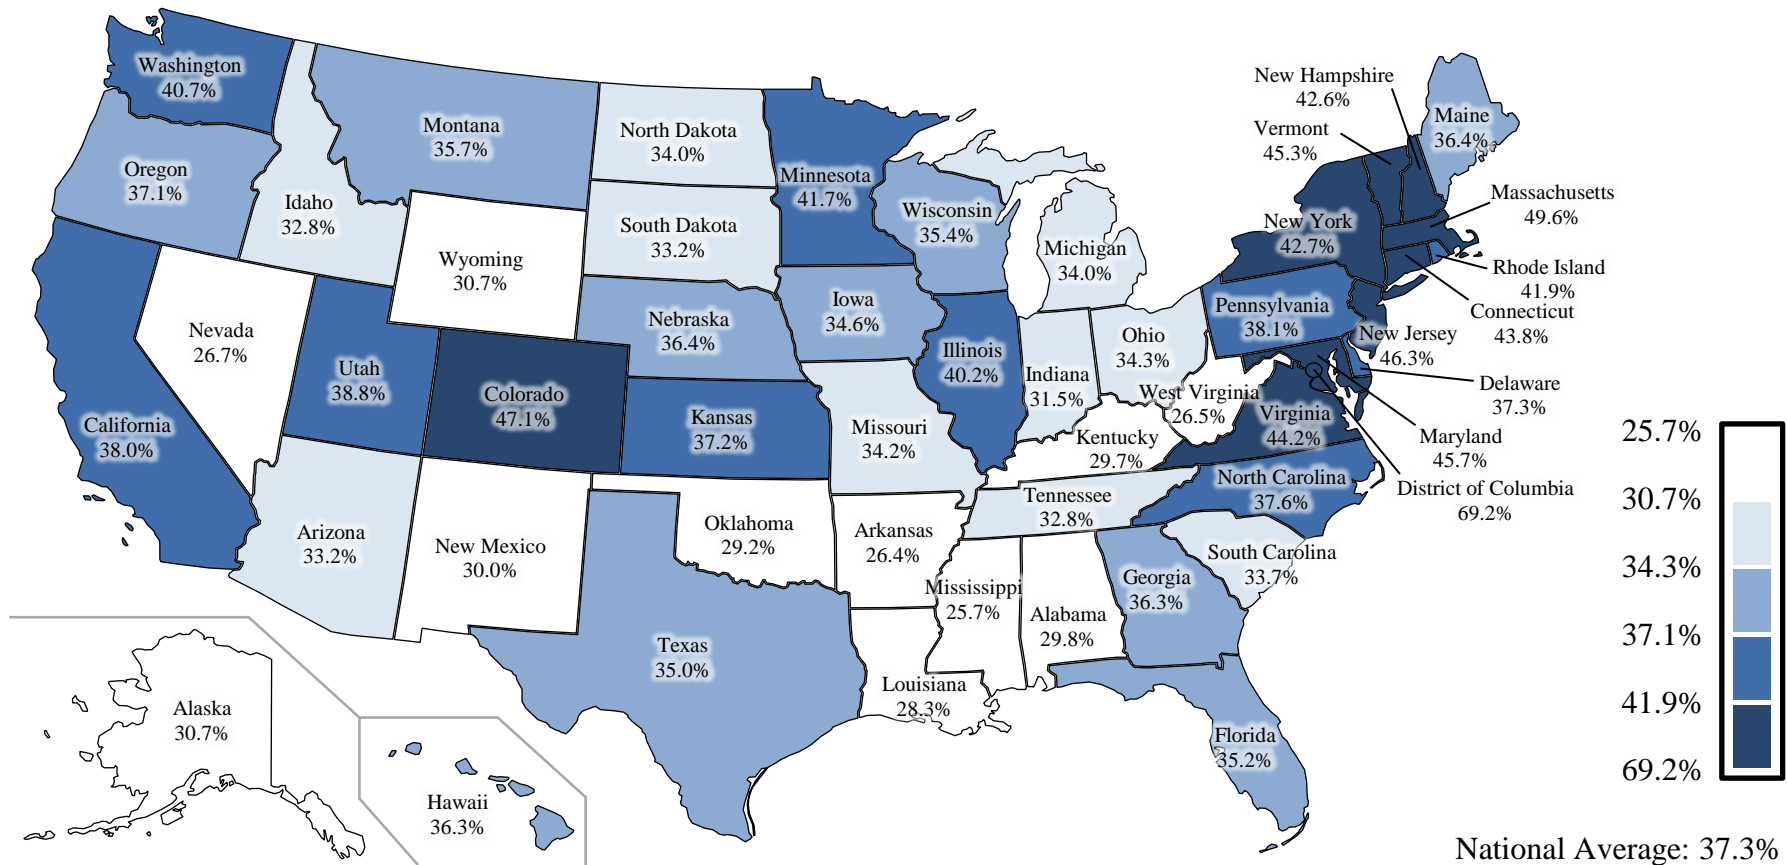 Washington
40.7%
Oregon
37.1%
California
38.0%
Idaho
32.8%
Nevada
26.7%
Montana
35.7%
Wyoming
30.7%
Utah
38.8%
Colorado
47.1%
Arizona
33.2%
New Mexico
30.0%
North Dakota
34.0%
South Dakota
33.2%
Nebraska
36.4%
Kansas
37.2%
Oklahoma
29.2%
Texas
35.0%
Minnesota
41.7%
Iowa
34.6%
Missouri
34.2%
Arkansas
26.4%
Louisiana
28.3%
Wisconsin
35.4%
Illinois
40.2%
Michigan
34.0%
Indiana
31.5%
Ohio
34.3%
Kentucky
29.7%
Tennessee
32.8%
Mississippi
25.7%
Alabama
29.8%
Georgia
36.3%
Florida
35.2%
South Carolina
33.7%
North Carolina
37.6%
Virginia
44.2%
West Virginia
26.5%
Pennsylvania
38.1%
New York
42.7%
New Hampshire
42.6%
Vermont
45.3%
Maine
36.4%
Massachusetts
49.6%
Rhode Island
41.9%
Connecticut
43.8%
New Jersey
46.3%
Delaware
37.3%
Maryland
45.7%
District of Columbia
69.2%
Alaska
30.7%
Hawaii
36.3%
25.7%
30.7%
34.3%
37.1%
41.9%
69.2%
National Average: 37.3%